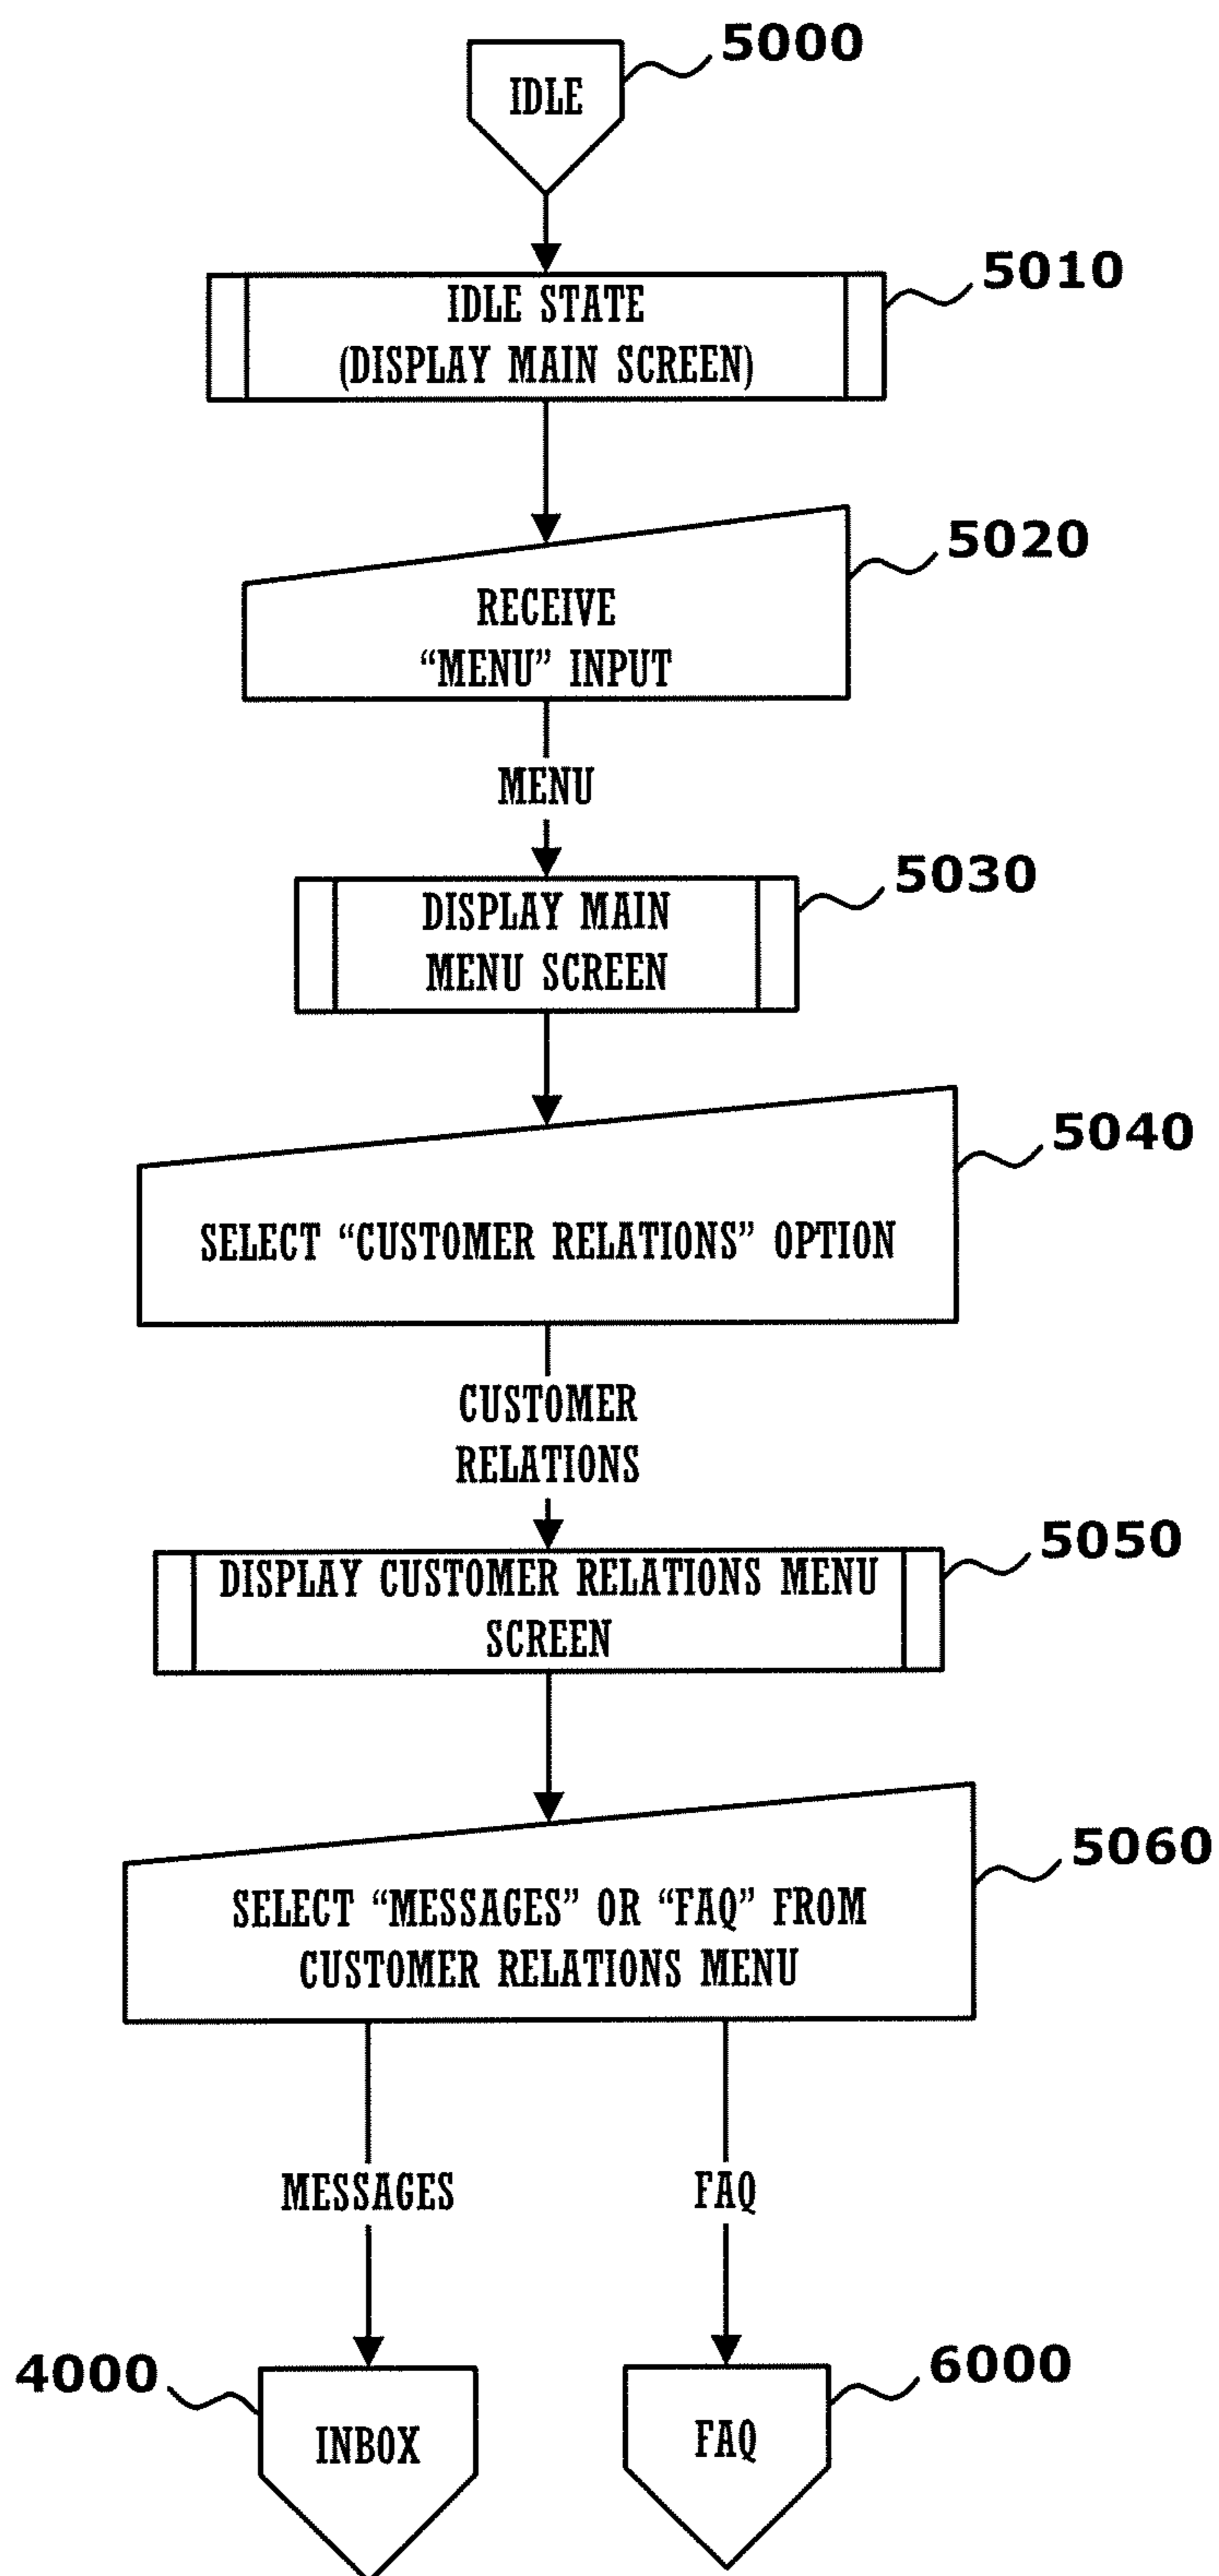 5000
IDLE
5010
IDLE STATE
(DISPLAY MAIN SCREEN)
5020
RECEIVE
“MENU” INPUT
MENU
5030
DISPLAY MAIN
MENU SCREEN
5040
SELECT “CUSTOMER RELATIONS” OPTION
CUSTOMER
RELATIONS
5050
DISPLAY CUSTOMER RELATIONS MENU
SCREEN
5060
SELECT “MESSAGES” OR “FAQ” FROM
CUSTOMER RELATIONS MENU
MESSAGES
FAQ
4000
INBOX
6000
FAQ